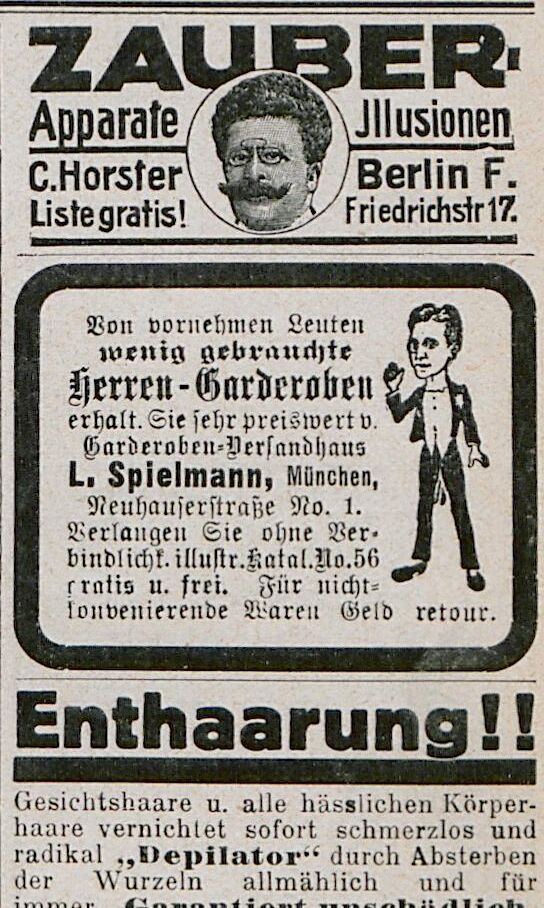 ZAUBER-
Apparate Jllusionen
C. Horster Berlin F.
Liste gratis! Friedrichstr 17.
Von vornehmen Leuten
wenig gebrauchte
Herren-Garderoben
erhalt. Sie sehr preiswert v.
Garderoben-Versandhaus
L. Spielmann, München,
Neuhauserstraße No. 1.
Verlangen Sie ohne Ver-
bindlichk. illustr. Katal. No. 56
gratis u. frei. Für nicht-
konvenierende Waren Geld retour.
Enthaarung!!
Gesichtshaare u. alle hässlichen Körper-
haare vernichtet sofort schmerzlos und
radikal „Depilator“ durch Absterben
der Wurzeln allmählich und für
immer. Garantiert unschädlich.